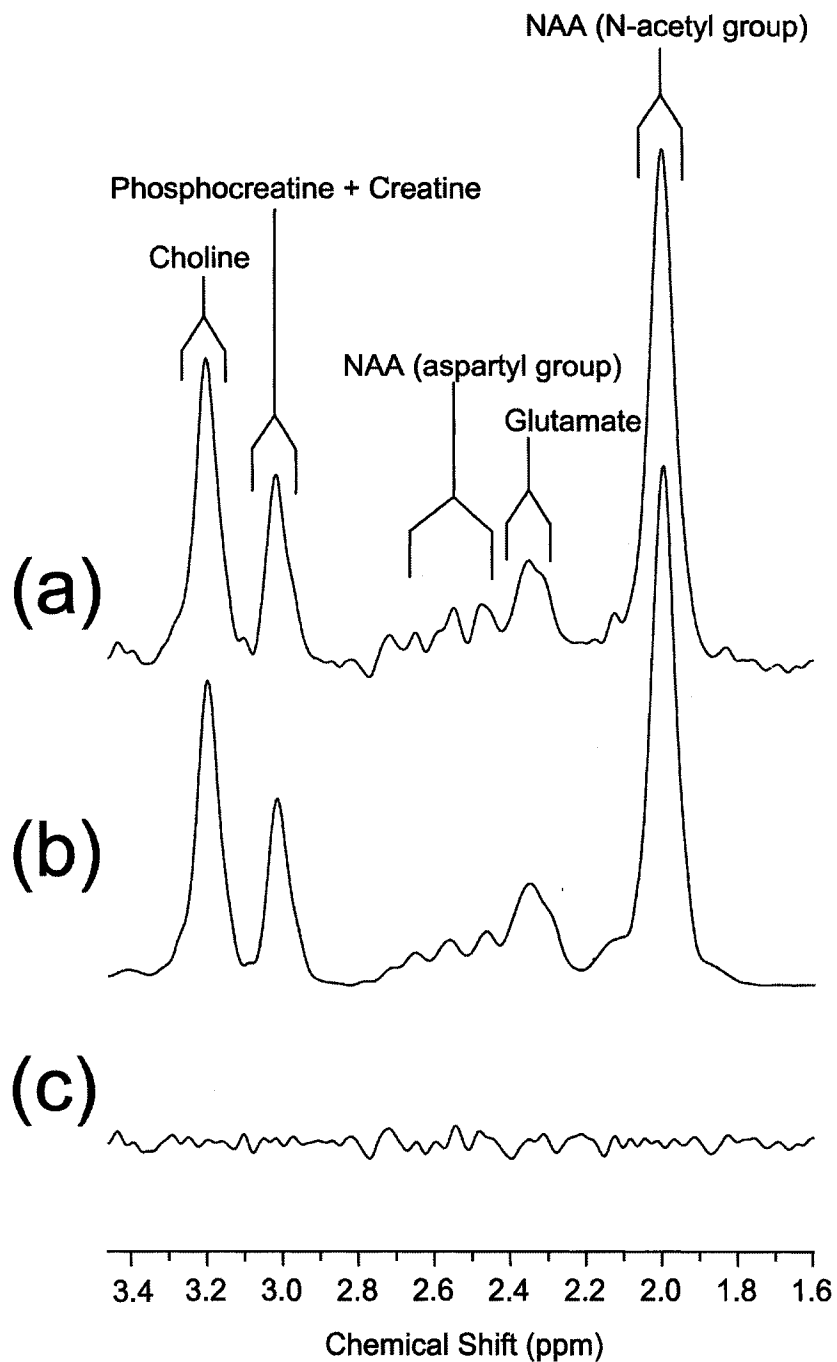 NAA (N-acetyl group)
Phosphocreatine + Creatine
Choline
NAA (aspartyl group)
Glutamate
(a)
(b)
(c)
3.4 3.2 3.0 2.8 2.6 2.4 2.2 2.0 1.8 1.6
Chemical Shift (ppm)